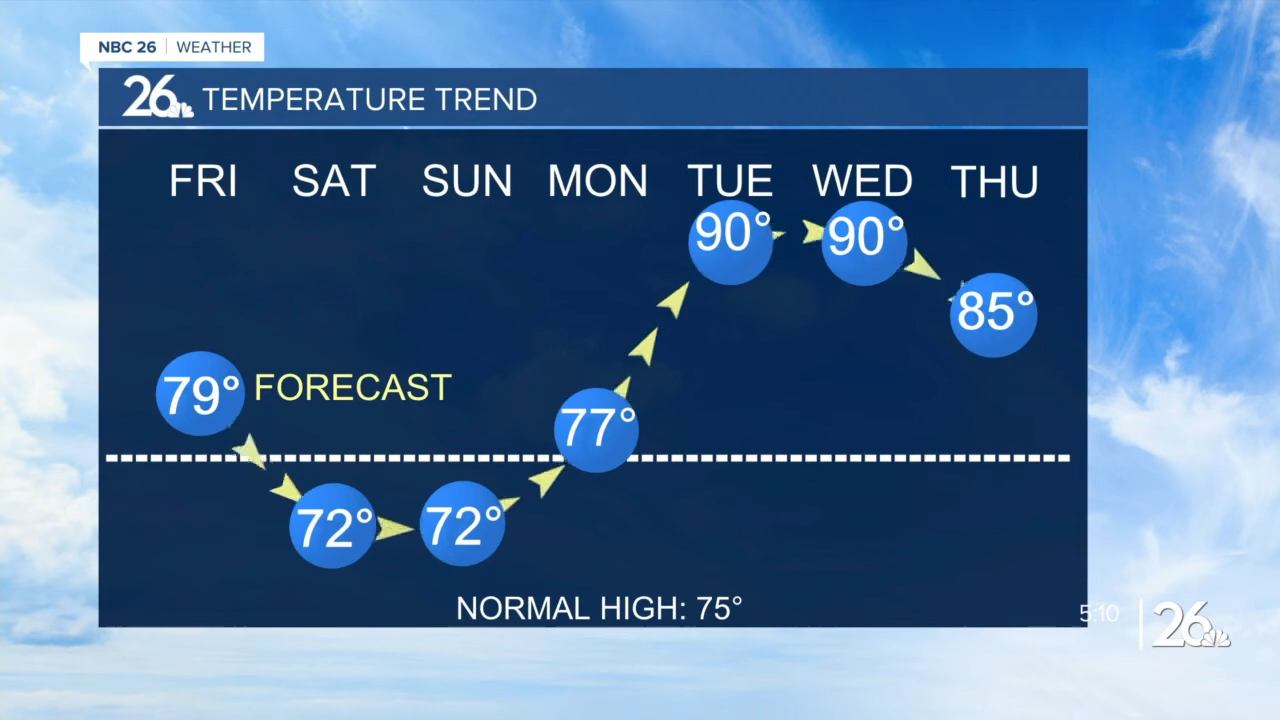 NBC 26 | WEATHER
26 TEMPERATURE TREND
FRI SAT SUN MON TUE WED THU
90° 90°
85°
79° FORECAST
77°
72° 72°
NORMAL HIGH: 75°
5:10 26